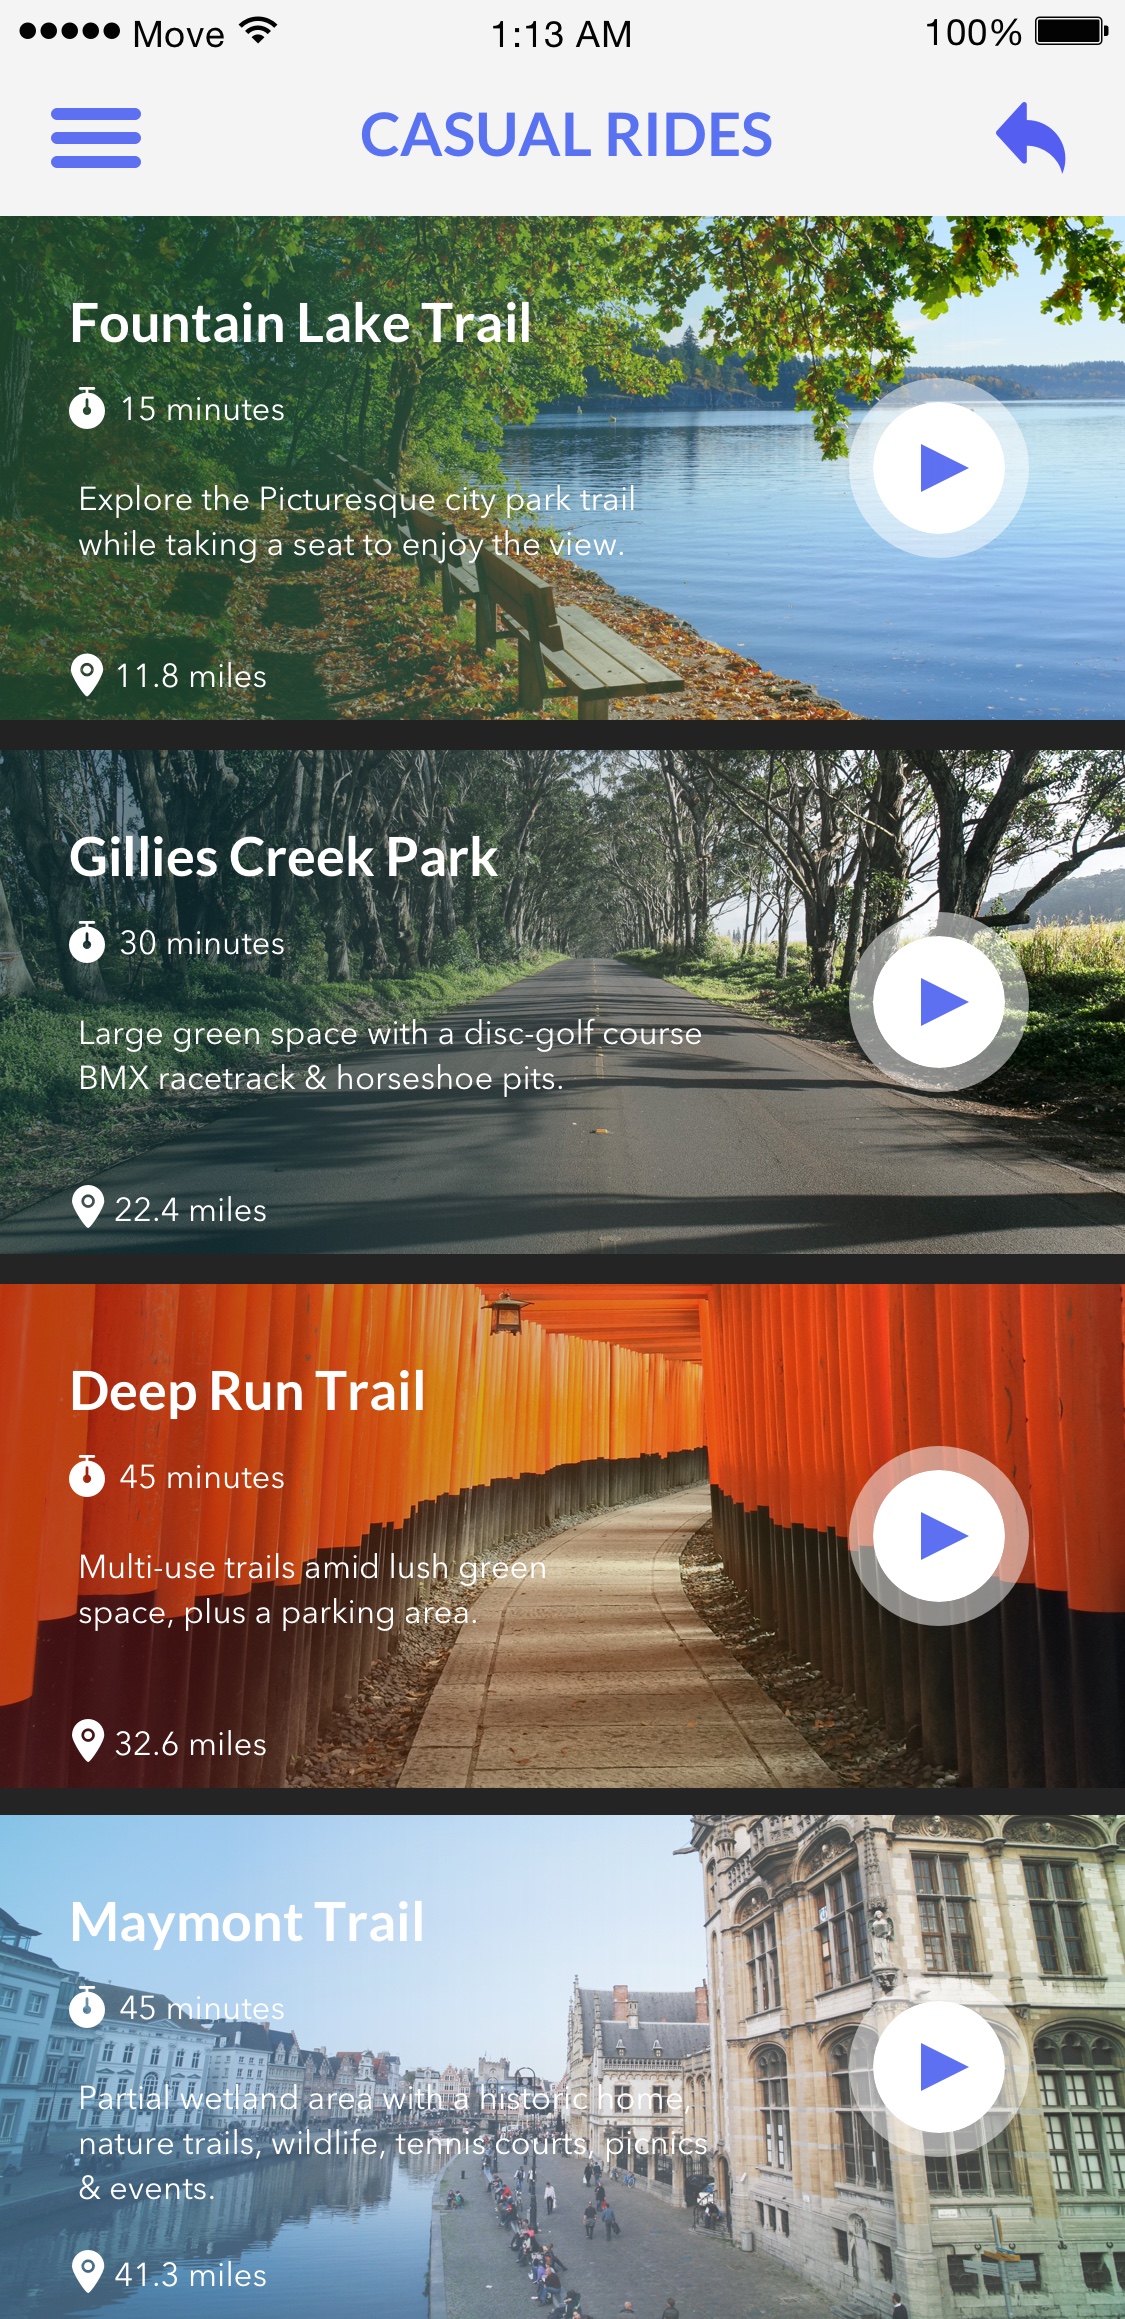 Move 1:13 AM 100%
CASUAL RIDES
Fountain Lake Trail
15 minutes
Explore the Picturesque city park trail
while taking a seat to enjoy the view.
11.8 miles
Gillies Creek Park
30 minutes
Large green space with a disc-golf course
BMX racetrack & horseshoe pits.
22.4 miles
Deep Run Trail
45 minutes
Multi-use trails amid lush green
space, plus a parking area.
32.6 miles
Maymont Trail
45 minutes
Partial wetland area with a historic home,
nature trails, wildlife, tennis courts, picnics
& events.
41.3 miles